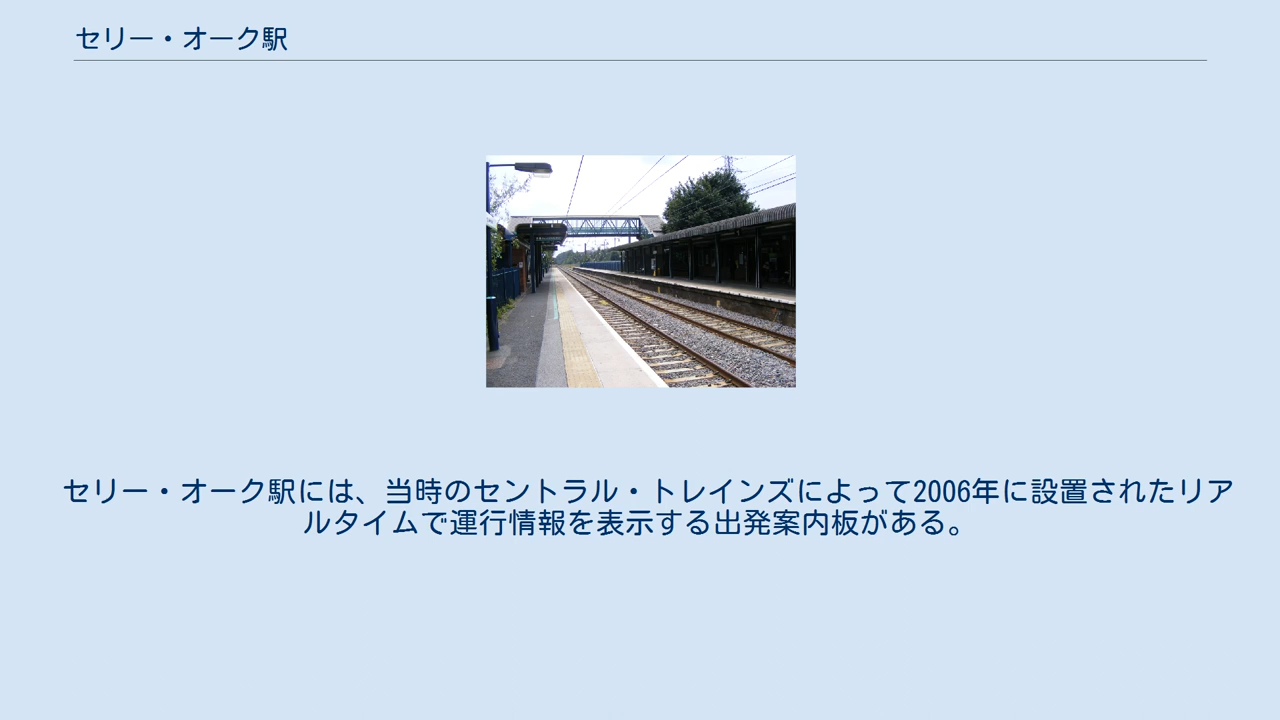 セリー・オーク駅
セリー・オーク駅には、当時のセントラル・トレインズによって2006年に設置されたリア
ルタイムで運行情報を表示する出発案内板がある。